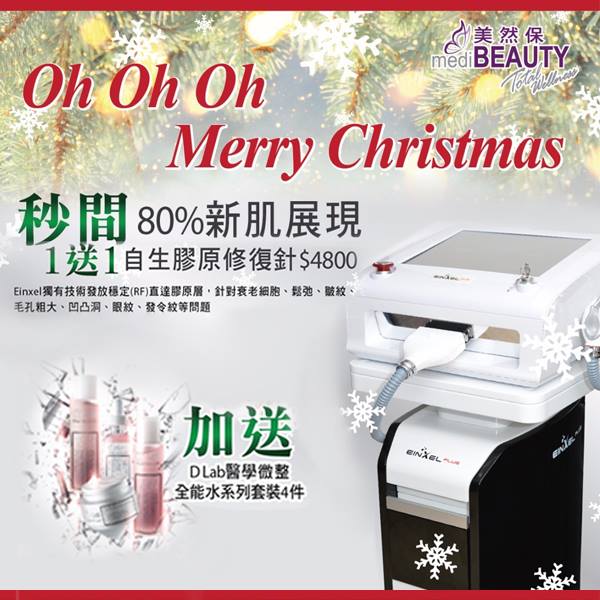 美然保
mediBEAUTY
Total Wellness
Oh Oh Oh
Merry Christmas
秒間 80%新肌展現
1送1自生膠原修復針$4800
Einxel獨有技術發放穩定(RF)直達膠原層，針對衰老細胞、鬆弛、皺紋、
毛孔粗大、凹凸洞、眼紋、發令紋等問題
EINXEL PLUS
加送
D Lab醫學微整
全能水系列套裝4件
EINXEL PLUS